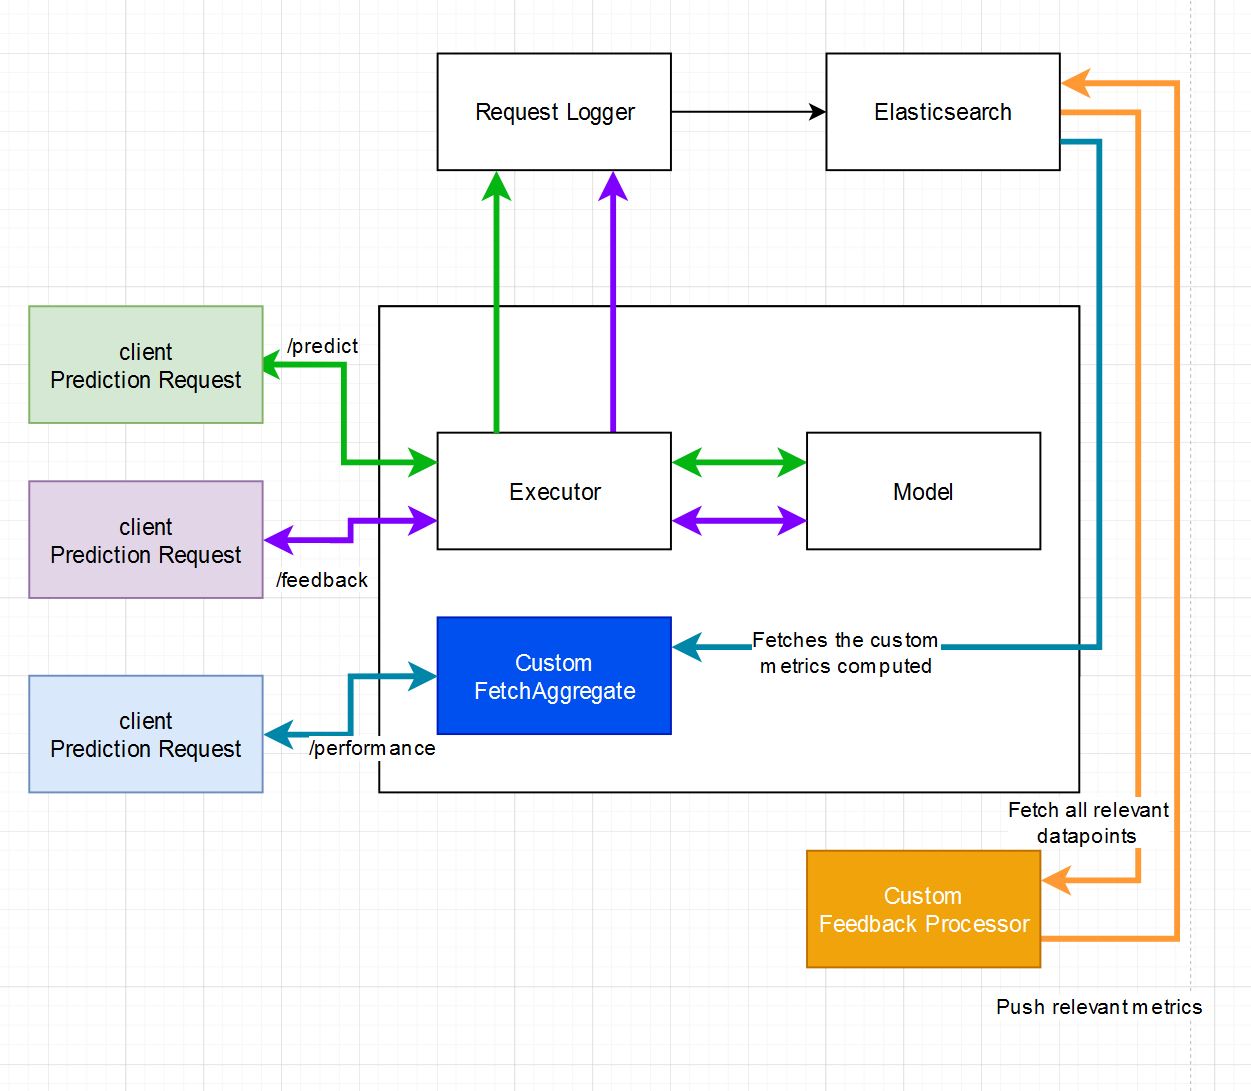 Request Logger
Elasticsearch
client
Prediction Request
/predict
Executor
Model
client
Prediction Request
/feedback
Custom
FetchAggregate
Fetches the custom
metrics computed
client
Prediction Request
/performance
Fetch all relevant
datapoints
Custom
Feedback Processor
Push relevant metrics